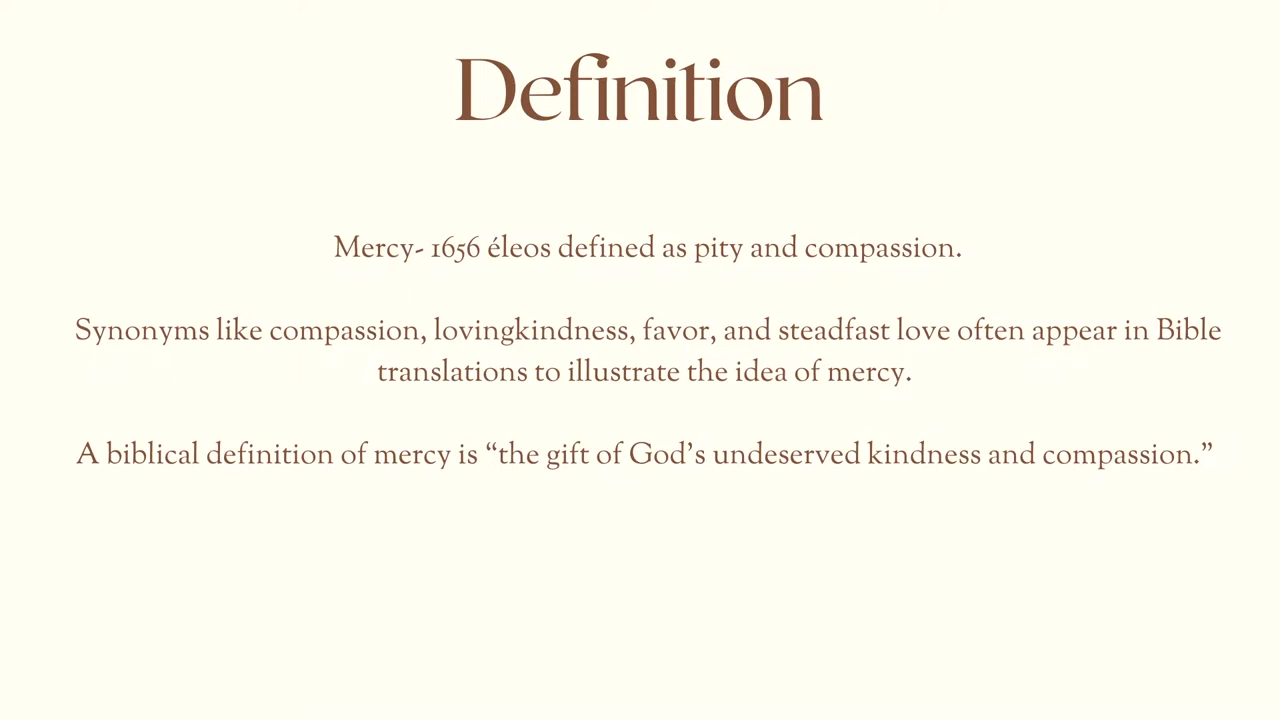 Definition
Mercy- 1656 éleos defined as pity and compassion.
Synonyms like compassion, lovingkindness, favor, and steadfast love often appear in Bible
translations to illustrate the idea of mercy.
A biblical definition of mercy is “the gift of God’s undeserved kindness and compassion.”